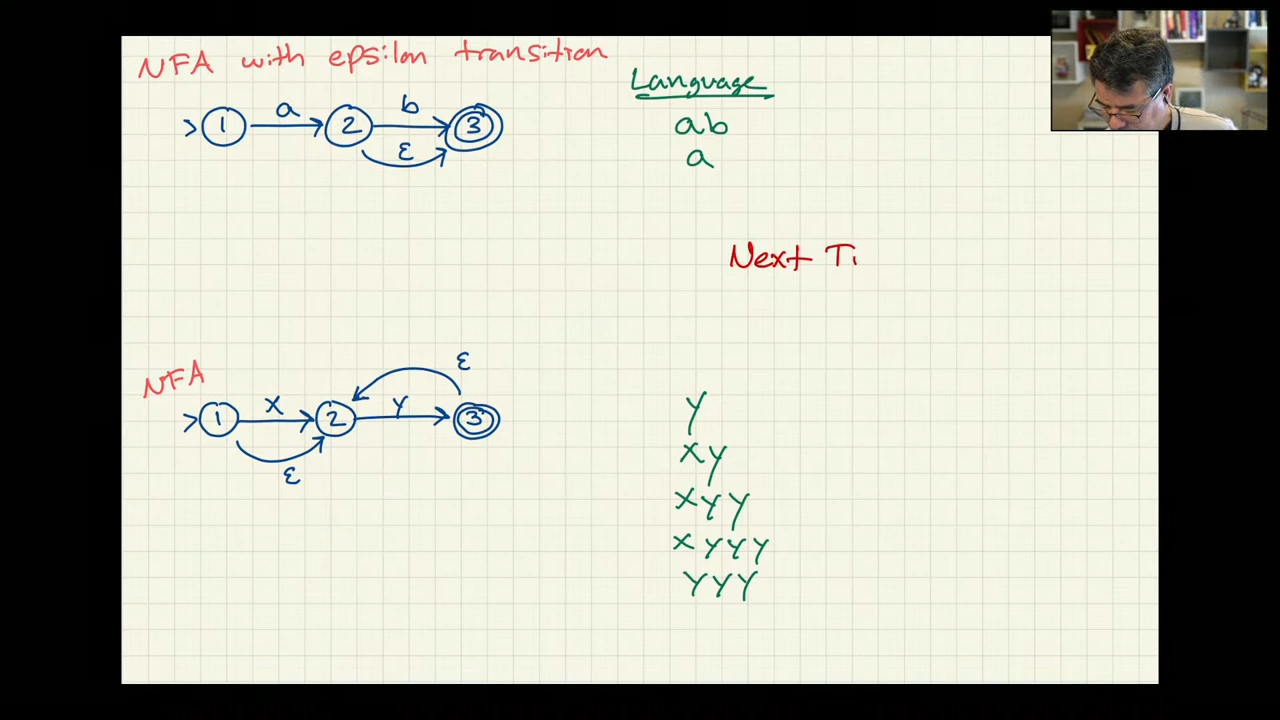 NFA with epsilon transition
Language
> 1 a 2 b 3
ε
ab
a
Next Ti
NFA
ε
> 1 x 2 y 3
ε
y
xy
xyy
xyyy
yyy